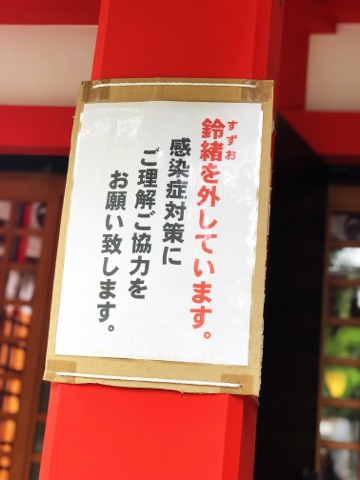 鈴緒を外しています。
すずお
感染症対策に
ご理解ご協力を
お願い致します。